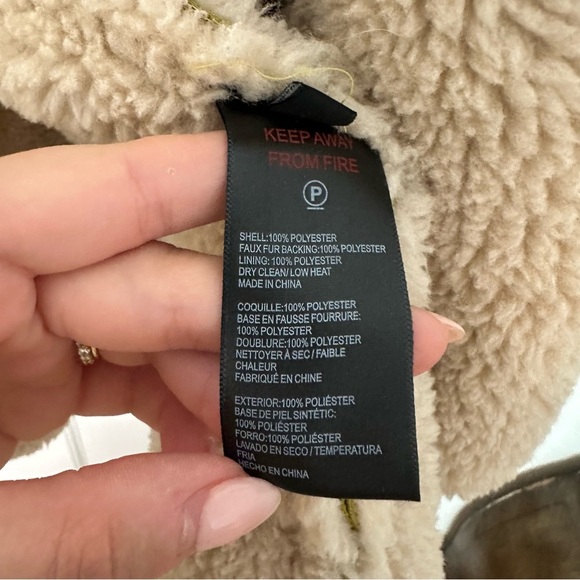 KEEP AWAY
FROM FIRE
P
SHELL:100% POLYESTER
FAUX FUR BACKING:100%POLYESTER
LINING: 100% POLYESTER
DRY CLEAN/ LOW HEAT
MADE IN CHINA
COQUILLE:100% POLYESTER
BASE EN FAUSSE FOURRURE:
100% POLYESTER
DOUBLURE:100% POLYESTER
NETTOYER À SEC / FAIBLE
CHALEUR
FABRIQUÉ EN CHINE
EXTERIOR:100% POLIÉSTER
BASE DE PIEL SINTÉTIC:
100% POLIÉSTER
FORRO:100% POLIÉSTER
LAVADO EN SECO / TEMPERATURA
FRIA
HECHO EN CHINA